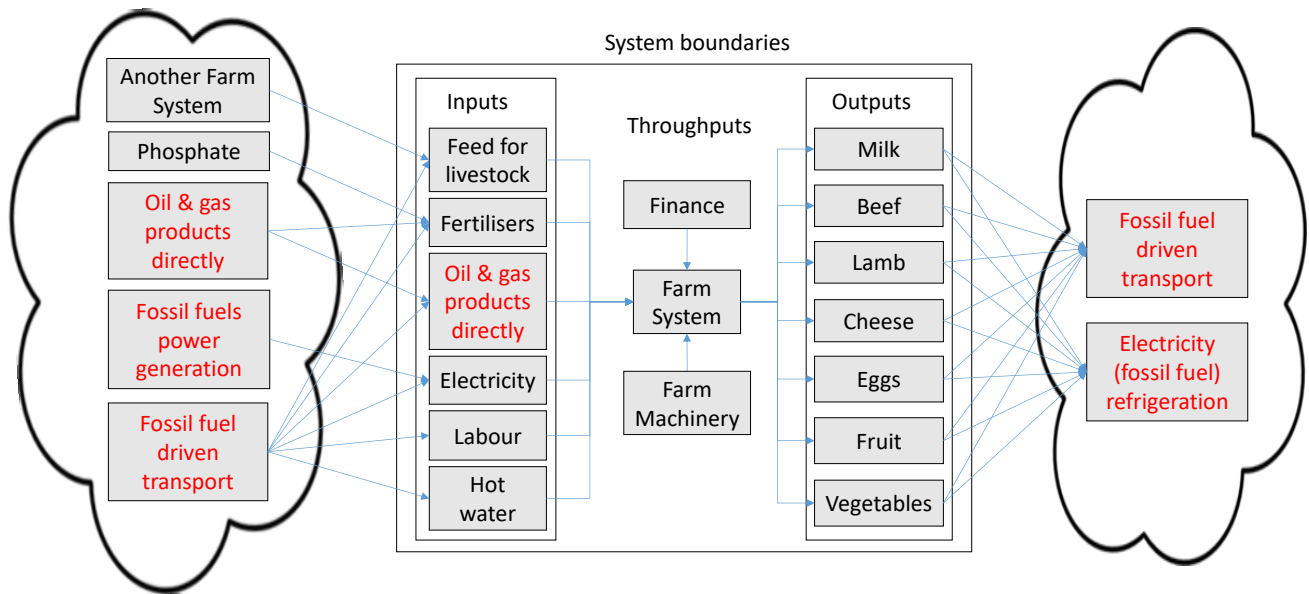 System boundaries
Another Farm
System
Phosphate
Oil & gas
products
directly
Fossil fuels
power
generation
Fossil fuel
driven
transport
Inputs
Feed for
livestock
Fertilisers
Oil & gas
products
directly
Electricity
Labour
Hot
water
Throughputs
Finance
Farm
System
Farm
Machinery
Outputs
Milk
Beef
Lamb
Cheese
Eggs
Fruit
Vegetables
Fossil fuel
driven
transport
Electricity
(fossil fuel)
refrigeration